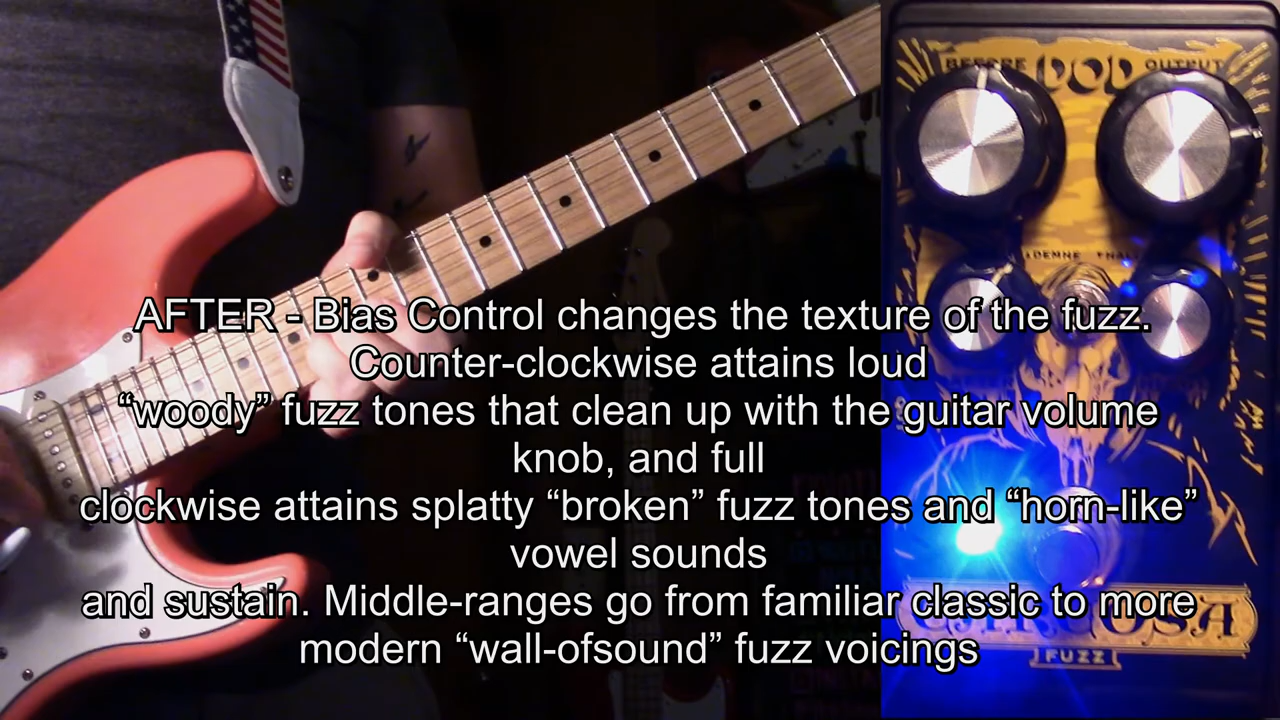 BEFORE DOD OUTPUT
AFTER - Bias Control changes the texture of the fuzz.
Counter-clockwise attains loud
“woody” fuzz tones that clean up with the guitar volume
knob, and full
clockwise attains splatty “broken” fuzz tones and “horn-like”
vowel sounds
and sustain. Middle-ranges go from familiar classic to more
modern “wall-ofsound” fuzz voicings
FUZZ